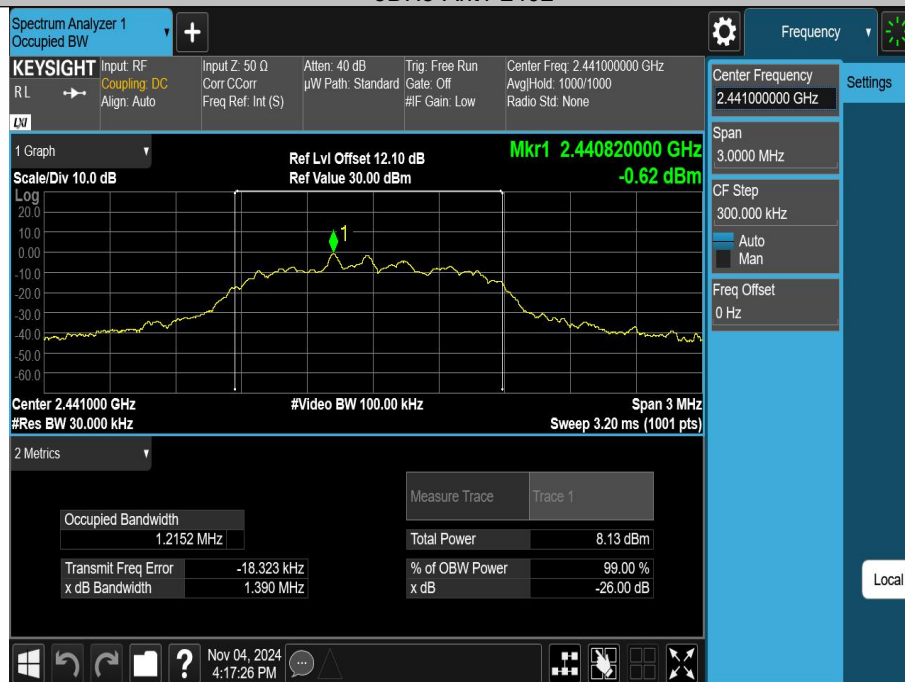 Spectrum Analyzer 1
Occupied BW
Frequency
KEYSIGHT
RL
LXI
Input: RF
Coupling: DC
Align: Auto
Input Z: 50 Ω
Corr CCorr
Freq Ref: Int (S)
Atten: 40 dB
µW Path: Standard
Trig: Free Run
Gate: Off
#IF Gain: Low
Center Freq: 2.441000000 GHz
Avg|Hold: 1000/1000
Radio Std: None
Center Frequency
2.441000000 GHz
Settings
Span
3.0000 MHz
CF Step
300.000 kHz
Auto
Man
Freq Offset
0 Hz
Local
1 Graph
Scale/Div 10.0 dB
Ref Lvl Offset 12.10 dB
Ref Value 30.00 dBm
Mkr1 2.440820000 GHz
-0.62 dBm
Log
20.0
10.0
0.00
-10.0
-20.0
-30.0
-40.0
-50.0
-60.0
1
Center 2.441000 GHz
#Res BW 30.000 kHz
#Video BW 100.00 kHz
Span 3 MHz
Sweep 3.20 ms (1001 pts)
2 Metrics
Measure Trace
Trace 1
Occupied Bandwidth
1.2152 MHz
Total Power
8.13 dBm
Transmit Freq Error
-18.323 kHz
% of OBW Power
99.00 %
x dB Bandwidth
1.390 MHz
x dB
-26.00 dB
?
Nov 04, 2024
4:17:26 PM